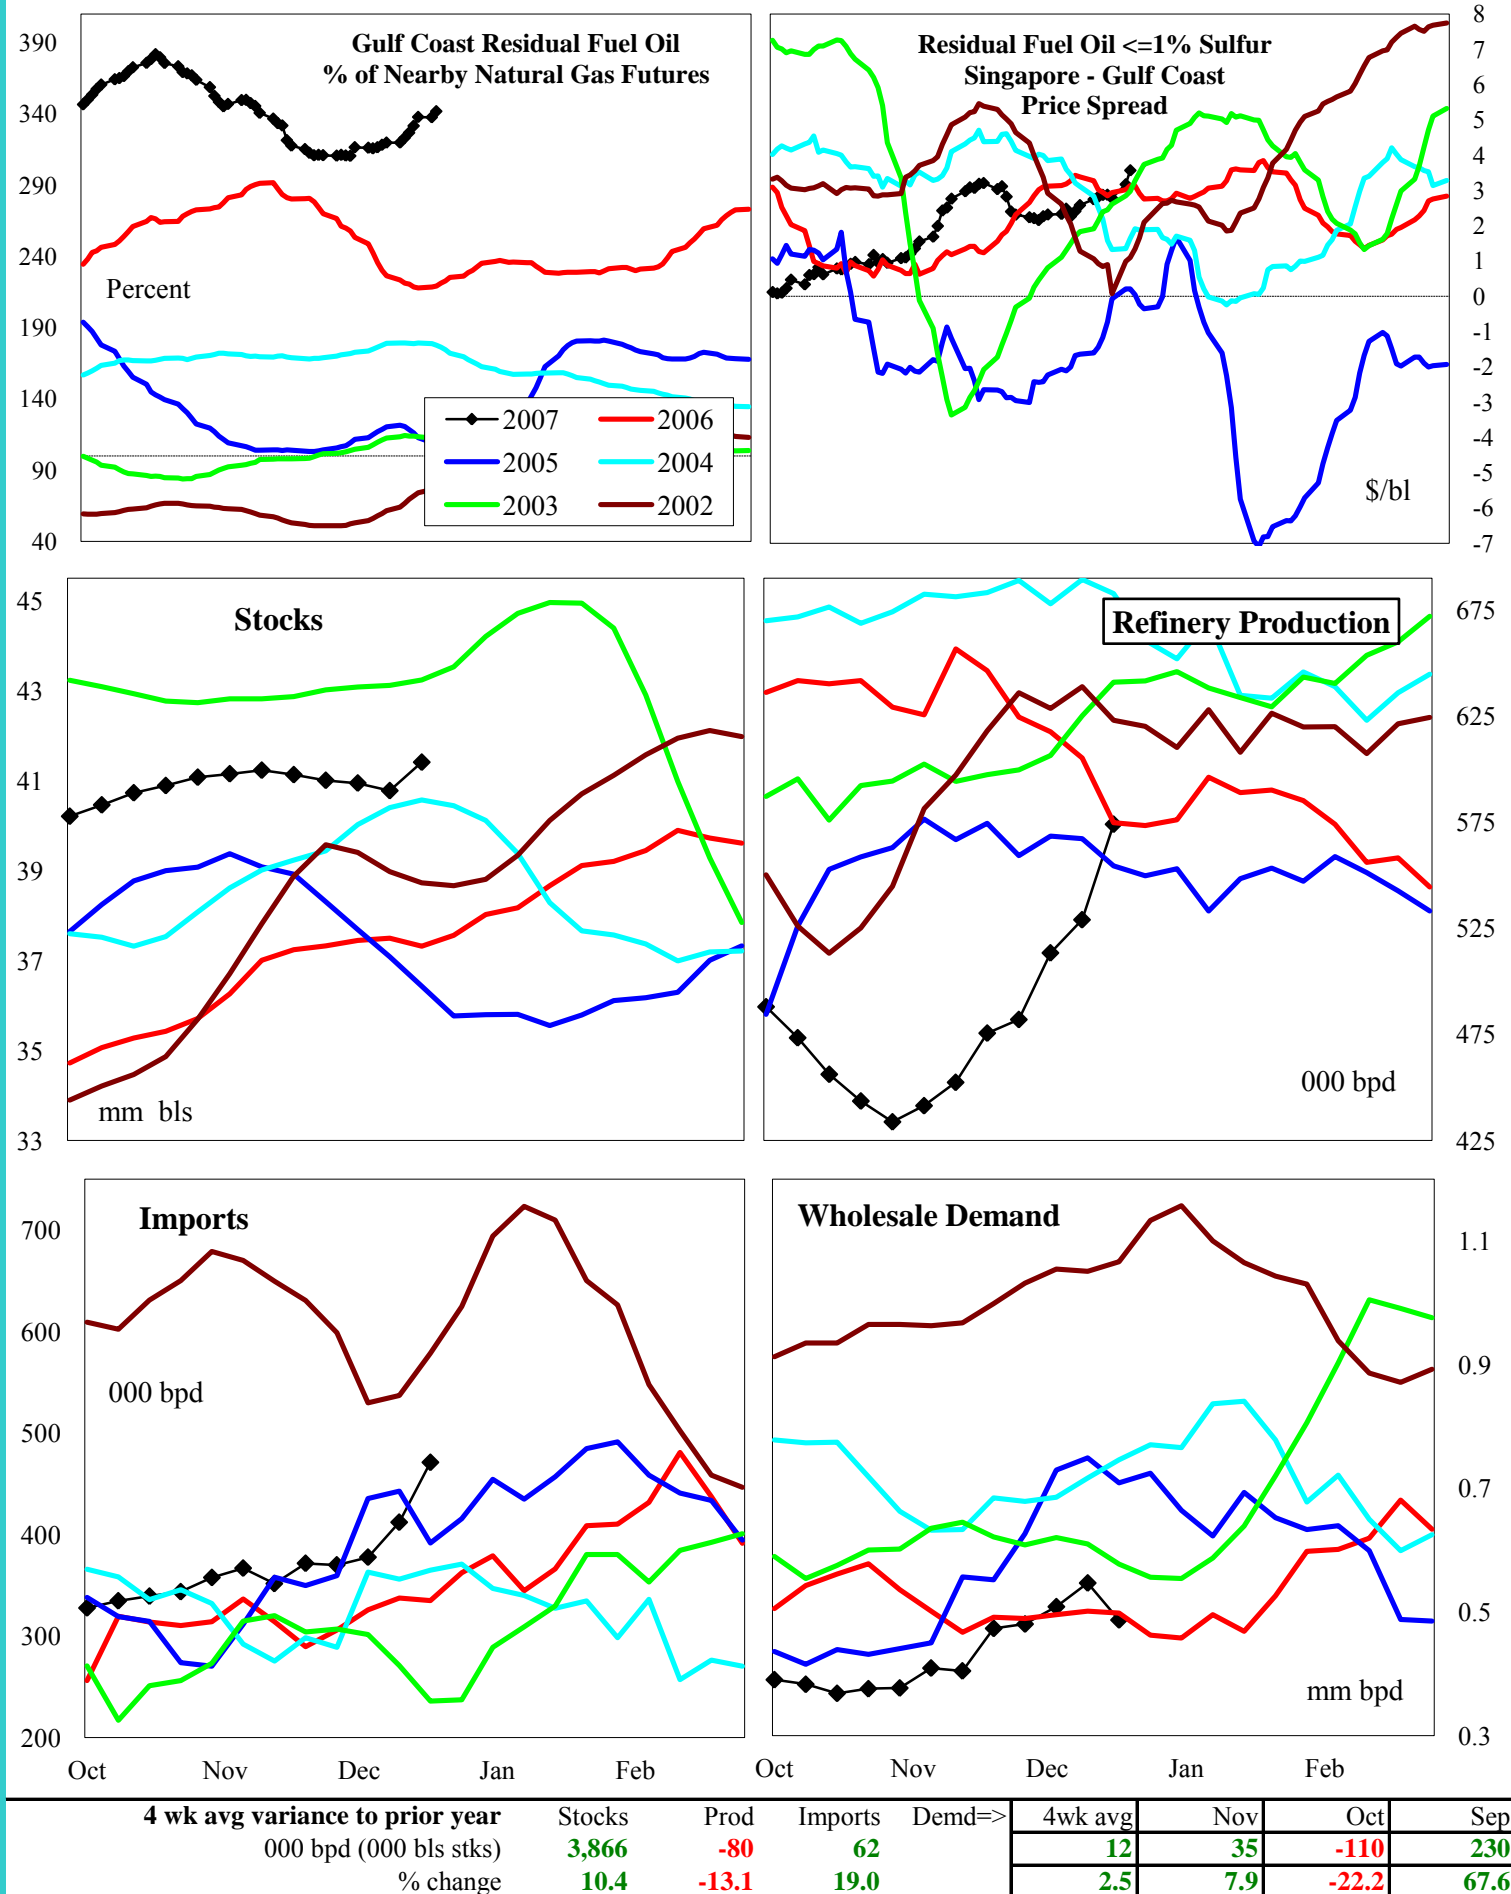 Gulf Coast Residual Fuel Oil
% of Nearby Natural Gas Futures
390
340
290
240
190
140
90
40
Percent
2007
2006
2005
2004
2003
2002
Residual Fuel Oil <=1% Sulfur
Singapore - Gulf Coast
Price Spread
8
7
6
5
4
3
2
1
0
-1
-2
-3
-4
-5
-6
-7
$/bl
Stocks
45
43
41
39
37
35
33
mm bls
Refinery Production
675
625
575
525
475
425
000 bpd
Imports
700
600
500
400
300
200
000 bpd
Oct Nov Dec Jan Feb
Wholesale Demand
1.1
0.9
0.7
0.5
0.3
mm bpd
Oct Nov Dec Jan Feb
4 wk avg variance to prior year Stocks Prod Imports Demd=> 4wk avg Nov Oct Sep
000 bpd (000 bls stks) 3,866 -80 62 12 35 -110 230
% change 10.4 -13.1 19.0 2.5 7.9 -22.2 67.6